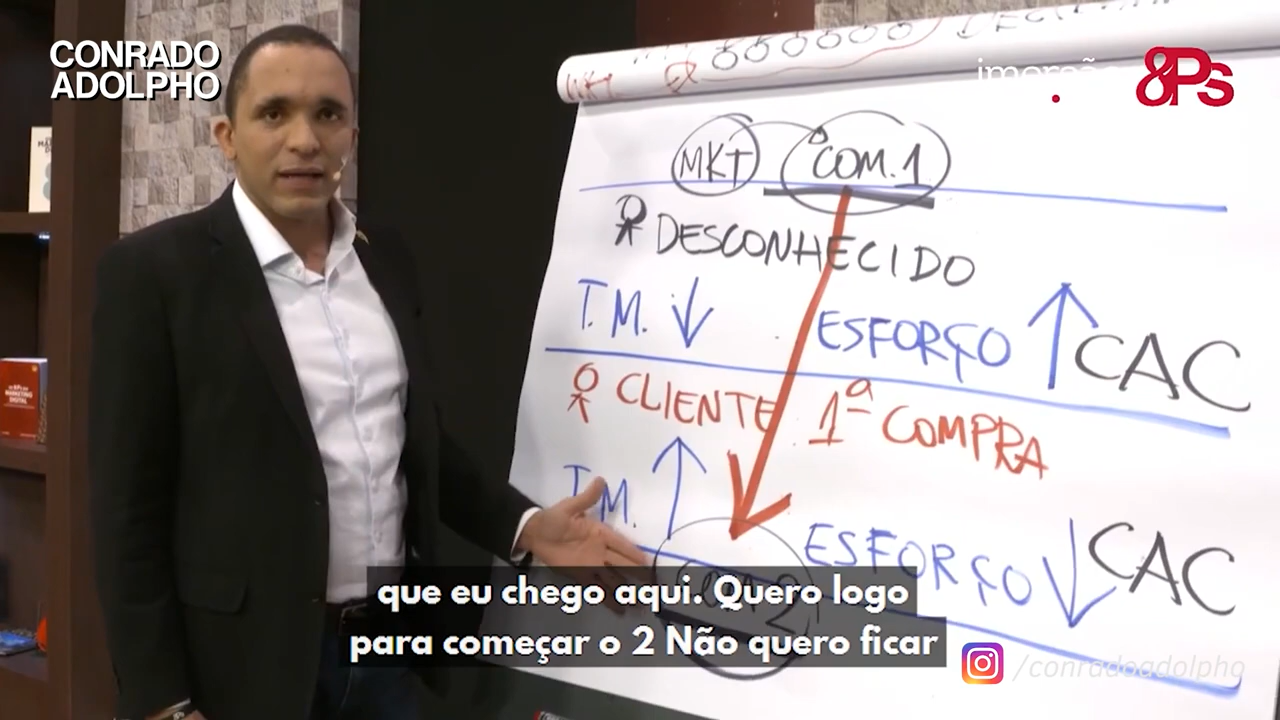 CONRADO
ADOLPHO
8Ps
MKT COM. 1
DESCONHECIDO
T.M. ESFORÇO CAC
CLIENTE 1ª COMPRA
T.M. ESFORÇO CAC
que eu chego aqui. Quero logo
para começar o 2 Não quero ficar
/conradoadolpho